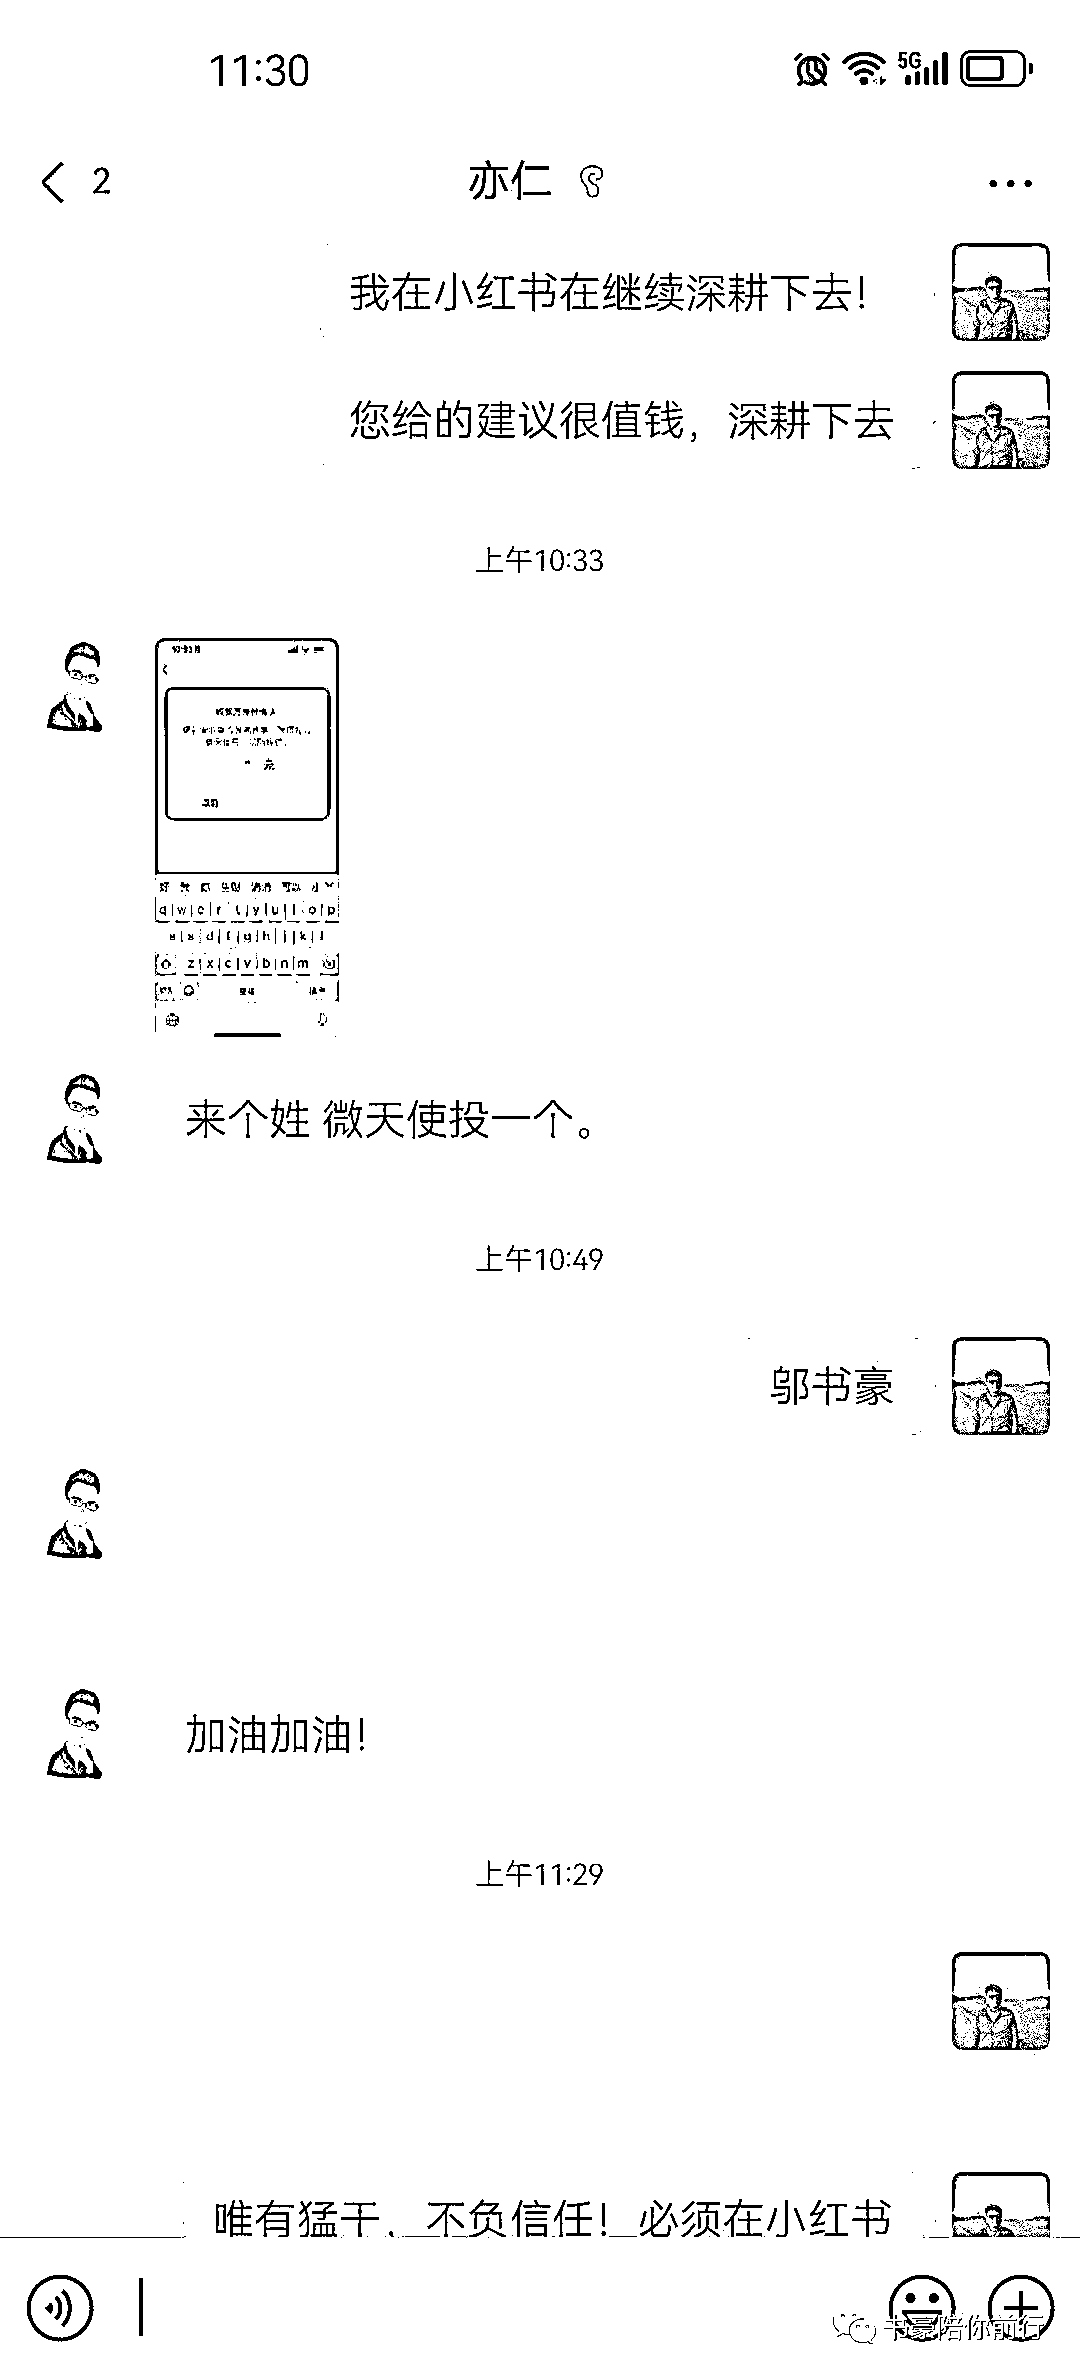 11:30
5G
2
亦仁
我在小红书在继续深耕下去!
您给的建议很值钱，深耕下去
上午10:33
q w e r t y u i o p
a s d f g h j k l
z x c v b n m
来个姓 微天使投一个。
上午10:49
邬书豪
加油加油!
上午11:29
唯有猛干，不负信任! 必须在小红书
书豪陪你前行